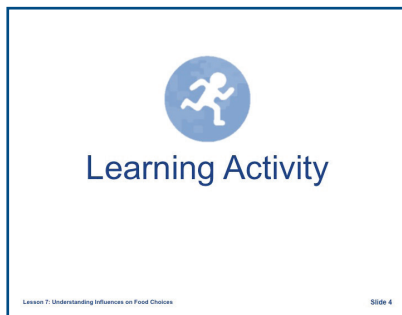 Learning Activity
Lesson 7: Understanding Influences on Food Choices
Slide 4